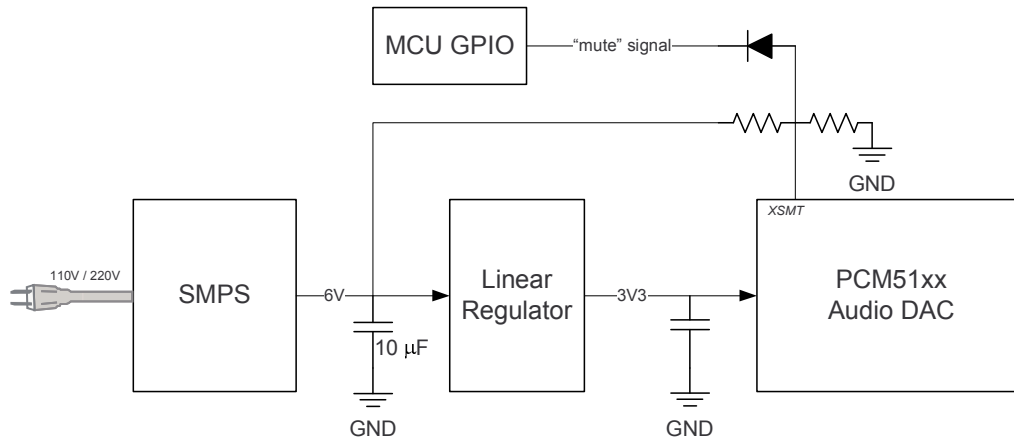 MCU GPIO
“mute” signal
GND
XSMT
110V / 220V
SMPS
6V
Linear
Regulator
3V3
PCM51xx
Audio DAC
10 μF
GND
GND